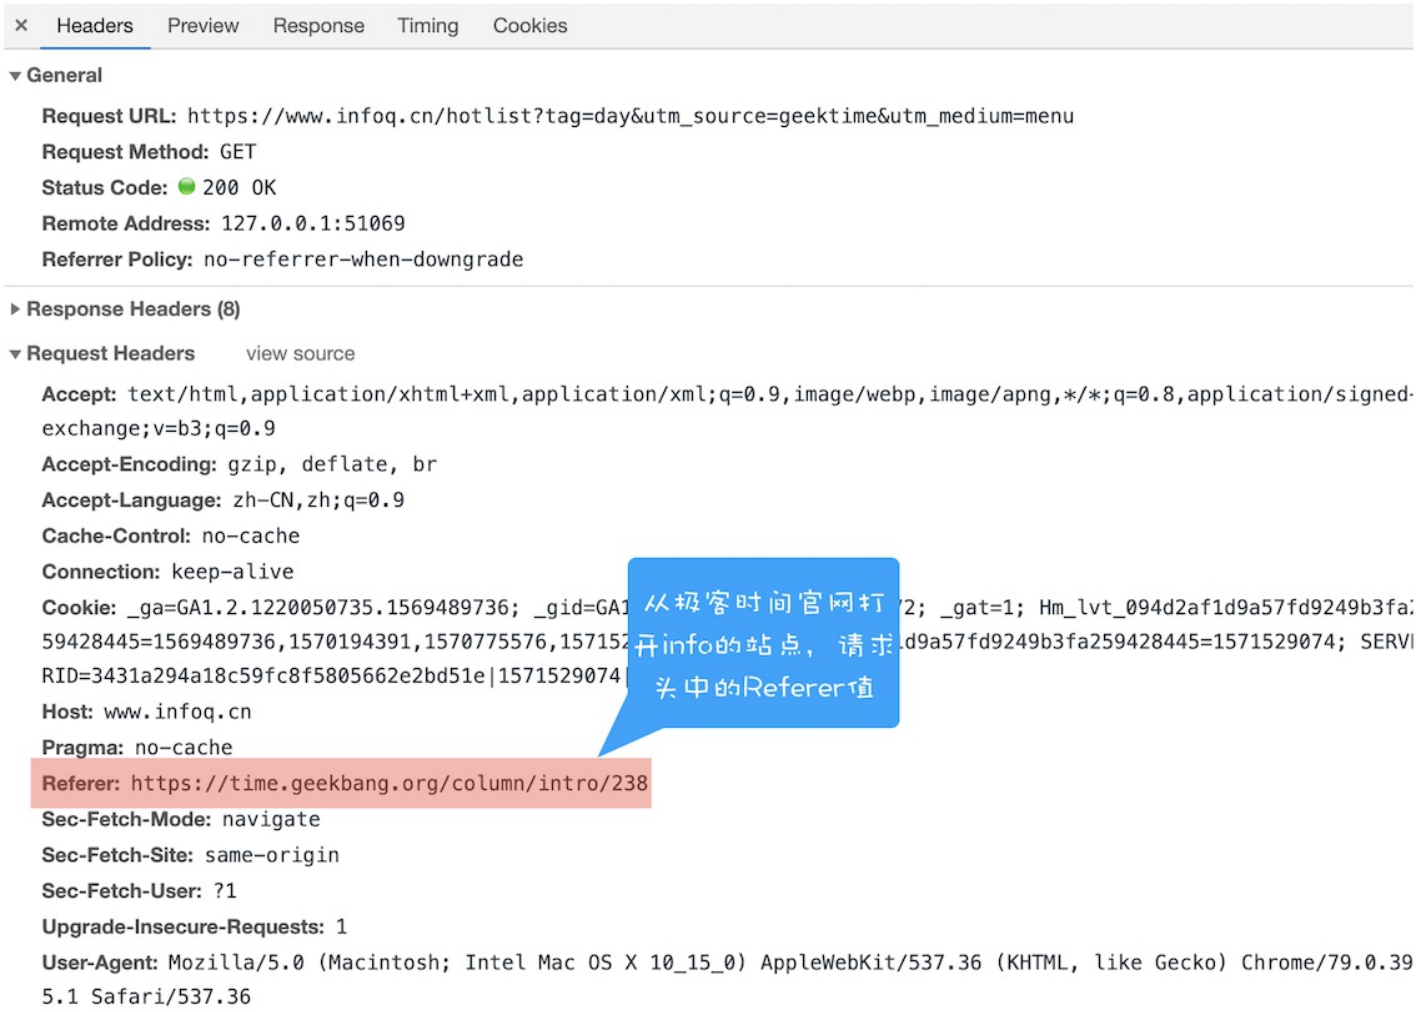 × Headers Preview Response Timing Cookies
▼ General
Request URL: https://www.infoq.cn/hotlist?tag=day&utm_source=geektime&utm_medium=menu
Request Method: GET
Status Code: 200 OK
Remote Address: 127.0.0.1:51069
Referrer Policy: no-referrer-when-downgrade
▶ Response Headers (8)
▼ Request Headers view source
Accept: text/html,application/xhtml+xml,application/xml;q=0.9,image/webp,image/apng,*/*;q=0.8,application/signed-
exchange;v=b3;q=0.9
Accept-Encoding: gzip, deflate, br
Accept-Language: zh-CN,zh;q=0.9
Cache-Control: no-cache
Connection: keep-alive
Cookie: _ga=GA1.2.1220050735.1569489736; _gid=GA1 2; _gat=1; Hm_lvt_094d2af1d9a57fd9249b3fa2
59428445=1569489736,1570194391,1570775576,157152 d9a57fd9249b3fa259428445=1571529074; SERVE
RID=3431a294a18c59fc8f5805662e2bd51e|1571529074|
从极客时间官网打
开info的站点，请求
头中的Referer值
Host: www.infoq.cn
Pragma: no-cache
Referer: https://time.geekbang.org/column/intro/238
Sec-Fetch-Mode: navigate
Sec-Fetch-Site: same-origin
Sec-Fetch-User: ?1
Upgrade-Insecure-Requests: 1
User-Agent: Mozilla/5.0 (Macintosh; Intel Mac OS X 10_15_0) AppleWebKit/537.36 (KHTML, like Gecko) Chrome/79.0.39
5.1 Safari/537.36